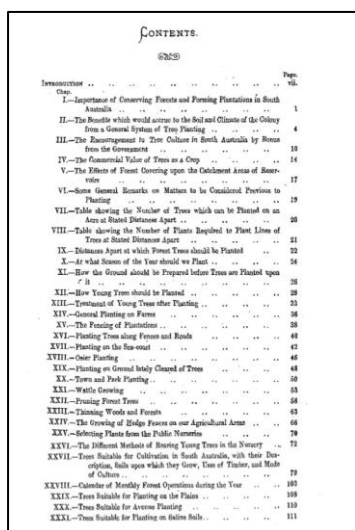 CONTENTS.
Page.
INTRODUCTION .. .. .. .. .. .. .. .. .. vii.
Chap.
I.—Importance of Conserving Forests and Forming Plantations in South
Australia .. .. .. .. .. .. .. .. 1
II.—The Benefits which would accrue to the Soil and Climate of the Colony
from a General System of Tree Planting .. .. .. .. 4
III.—The Encouragement to Tree Culture in South Australia by Bonus
from the Government .. .. .. .. .. .. 10
IV.—The Commercial Value of Trees as a Crop .. .. .. .. 14
V.—The Effects of Forest Covering upon the Catchment Areas of Reser-
voirs .. .. .. .. .. .. .. .. 17
VI.—Some General Remarks on Matters to be Considered Previous to
Planting .. .. .. .. .. .. .. 19
VII.—Table showing the Number of Trees which can be Planted on an
Acre at Stated Distances Apart .. .. .. .. .. 20
VIII.—Table showing the Number of Plants Required to Plant Lines of
Trees at Stated Distances Apart .. .. .. .. .. 21
IX.—Distances Apart at which Forest Trees should be Planted .. .. 22
X.—At what Season of the Year should we Plant .. .. .. .. 24
XI.—How the Ground should be Prepared before Trees are Planted upon
it .. .. .. .. .. .. .. .. 26
XII.—How Young Trees should be Planted .. .. .. .. .. 28
XIII.—Treatment of Young Trees after Planting .. .. .. .. 32
XIV.—General Planting on Farms .. .. .. .. .. .. 36
XV.—The Fencing of Plantations .. .. .. .. .. .. 38
XVI.—Planting Trees along Fences and Roads .. .. .. .. 40
XVII.—Planting on the Sea-coast .. .. .. .. .. .. 42
XVIII.—Osier Planting .. .. .. .. .. .. .. 46
XIX.—Planting on Ground lately Cleared of Trees .. .. .. .. 48
XX.—Town and Park Planting .. .. .. .. .. .. 50
XXI.—Wattle Growing .. .. .. .. .. .. .. 53
XXII.—Pruning Forest Trees .. .. .. .. .. .. 58
XXIII.—Thinning Woods and Forests .. .. .. .. .. 63
XXIV.—The Growing of Hedge Fences on our Agricultural Areas .. .. 66
XXV.—Selecting Plants from the Public Nurseries .. .. .. .. 70
XXVI.—The Different Methods of Rearing Young Trees in the Nursery .. 72
XXVII.—Trees Suitable for Cultivation in South Australia, with their Des-
cription, Soils upon which they Grow, Uses of Timber, and Mode
of Culture .. .. .. .. .. .. .. .. 79
XXVIII.—Calendar of Monthly Forest Operations during the Year .. .. 103
XXIX.—Trees Suitable for Planting on the Plains .. .. .. .. 108
XXX.—Trees Suitable for Avenue Planting .. .. .. .. .. 110
XXXI.—Trees Suitable for Planting on Saline Soils .. .. .. .. 111